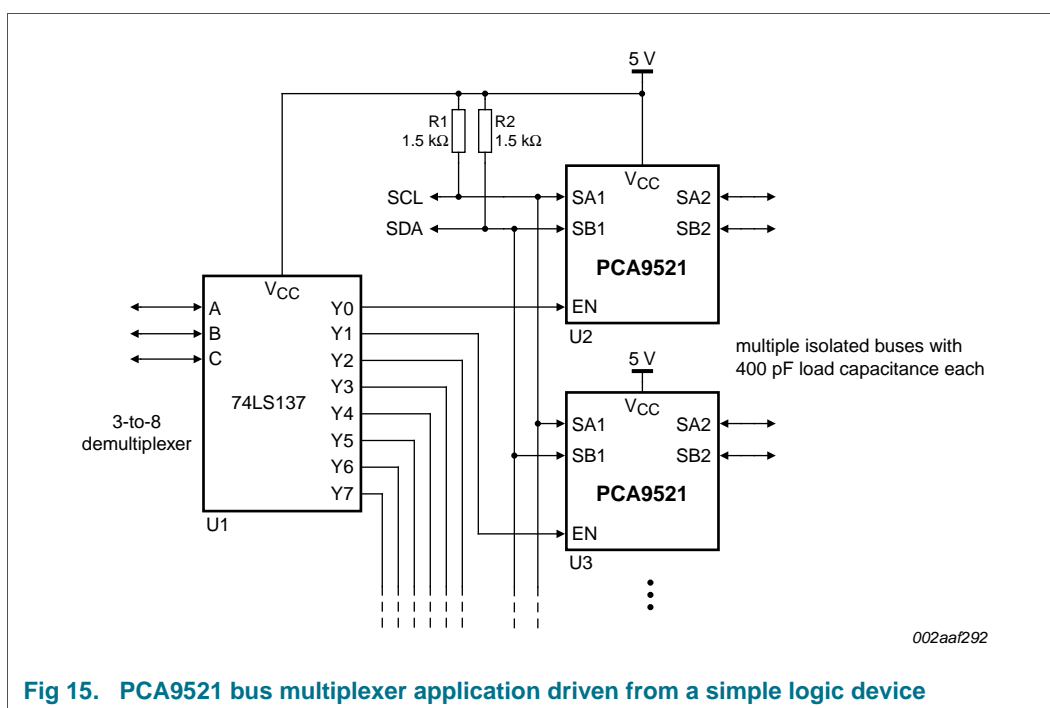 5 V
R1
1.5 kΩ
R2
1.5 kΩ
SCL
SDA
VCC
SA1
SB1
SA2
SB2
PCA9521
EN
U2
VCC
A
B
C
Y0
Y1
Y2
Y3
Y4
Y5
Y6
Y7
74LS137
3-to-8
demultiplexer
U1
multiple isolated buses with
400 pF load capacitance each
5 V
VCC
SA1
SB1
SA2
SB2
PCA9521
EN
U3
002aaf292
Fig 15. PCA9521 bus multiplexer application driven from a simple logic device